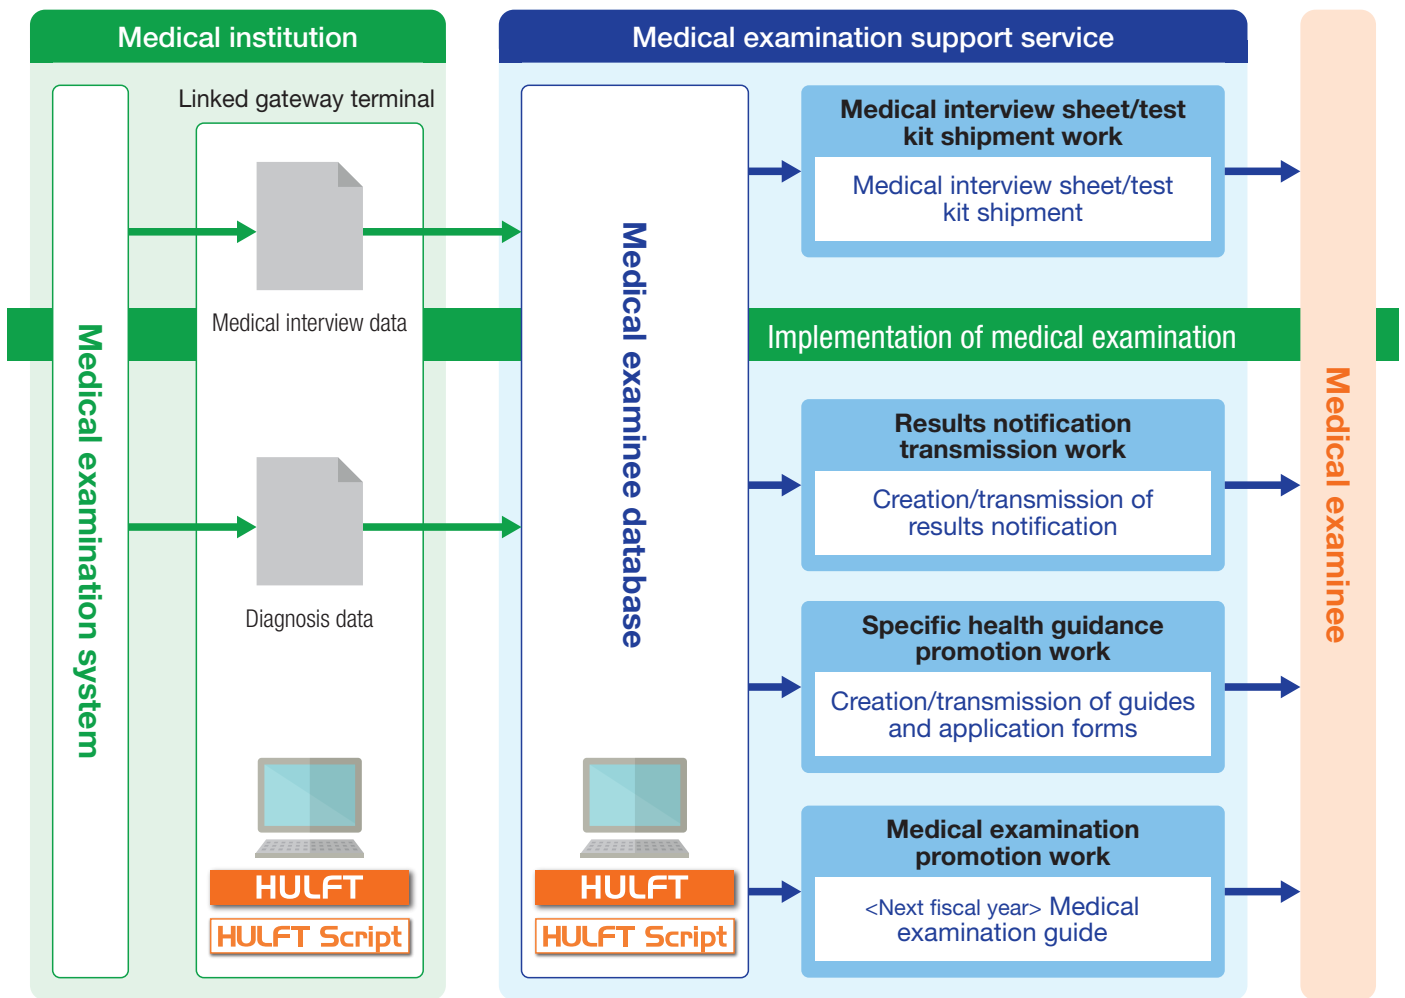 Medical institution
Medical examination support service
Linked gateway terminal
Medical examination system
Medical interview data
Diagnosis data
HULFT
HULFT Script
Medical examinee database
HULFT
HULFT Script
Medical interview sheet/test
kit shipment work
Medical interview sheet/test
kit shipment
Implementation of medical examination
Results notification
transmission work
Creation/transmission of
results notification
Specific health guidance
promotion work
Creation/transmission of guides
and application forms
Medical examination
promotion work
<Next fiscal year> Medical
examination guide
Medical examinee